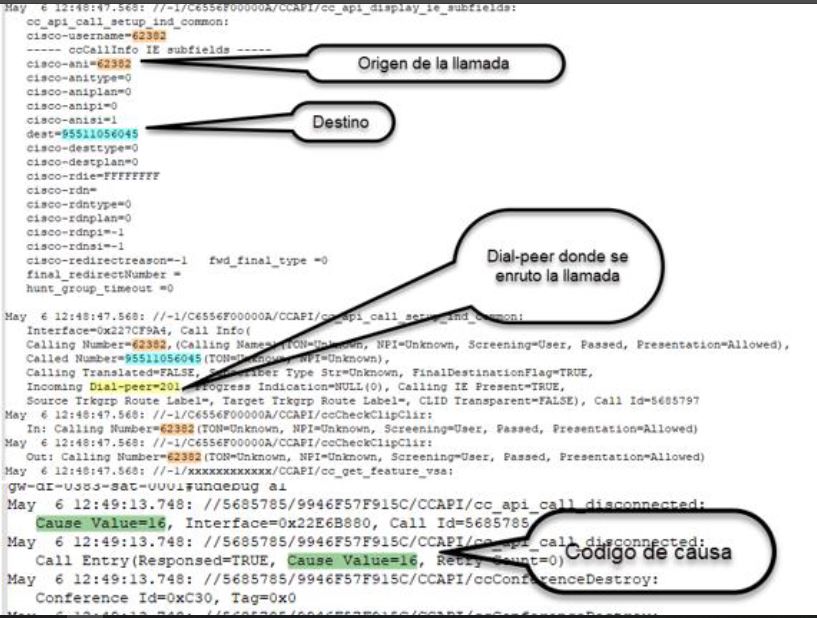 May  6 12:48:47.568: //-1/C6556F00000A/CCAPI/cc_api_display_ie_subfields:
cc_api_call_setup_ind_common:
cisco-username=62382
----- ccCallInfo IE subfields -----
cisco-ani=62382
Origen de la llamada
cisco-anitype=0
cisco-aniplan=0
cisco-anipi=0
cisco-anisi=1
dest=95511056045
Destino
cisco-desttype=0
cisco-destplan=0
cisco-rdie=FFFFFFFF
cisco-rdn=
cisco-rdntype=0
cisco-rdnplan=0
cisco-rdnpi=-1
cisco-rdnsi=-1
cisco-redirectreason=-1   fwd_final_type =0
final_redirectNumber =
hunt_group_timeout =0
Dial-peer donde se
enruto la llamada
May  6 12:48:47.568: //-1/C6556F00000A/CCAPI/cc_api_call_setup_ind_common:
Interface=0x227CF9A4, Call Info(
Calling Number=62382,(Calling Name=)(TON=Unknown, NPI=Unknown, Screening=User, Passed, Presentation=Allowed),
Called Number=95511056045(TON=Unknown, NPI=Unknown),
Calling Translated=FALSE, Subscriber Type Str=Unknown, FinalDestinationFlag=TRUE,
Incoming Dial-peer=201, Progress Indication=NULL(0), Calling IE Present=TRUE,
Source Trkgrp Route Label=, Target Trkgrp Route Label=, CLID Transparent=FALSE), Call Id=5685797
May  6 12:48:47.568: //-1/C6556F00000A/CCAPI/ccCheckClipClir:
In: Calling Number=62382(TON=Unknown, NPI=Unknown, Screening=User, Passed, Presentation=Allowed)
May  6 12:48:47.568: //-1/C6556F00000A/CCAPI/ccCheckClipClir:
Out: Calling Number=62382(TON=Unknown, NPI=Unknown, Screening=User, Passed, Presentation=Allowed)
May  6 12:48:47.568: //-1/xxxxxxxxxxxx/CCAPI/cc_get_feature_vsa:
gw-dr-0383-sat-0001#undebug al
May  6 12:49:13.748: //5685785/9946F57F915C/CCAPI/cc_api_call_disconnected:
Cause Value=16, Interface=0x22E6B880, Call Id=5685785
May  6 12:49:13.748: //5685785/9946F57F915C/CCAPI/cc_api_call_disconnected:
Call Entry(Responsed=TRUE, Cause Value=16, Retry Count=0)
Codigo de causa
May  6 12:49:13.748: //5685785/9946F57F915C/CCAPI/ccConferenceDestroy:
Conference Id=0xC30, Tag=0x0